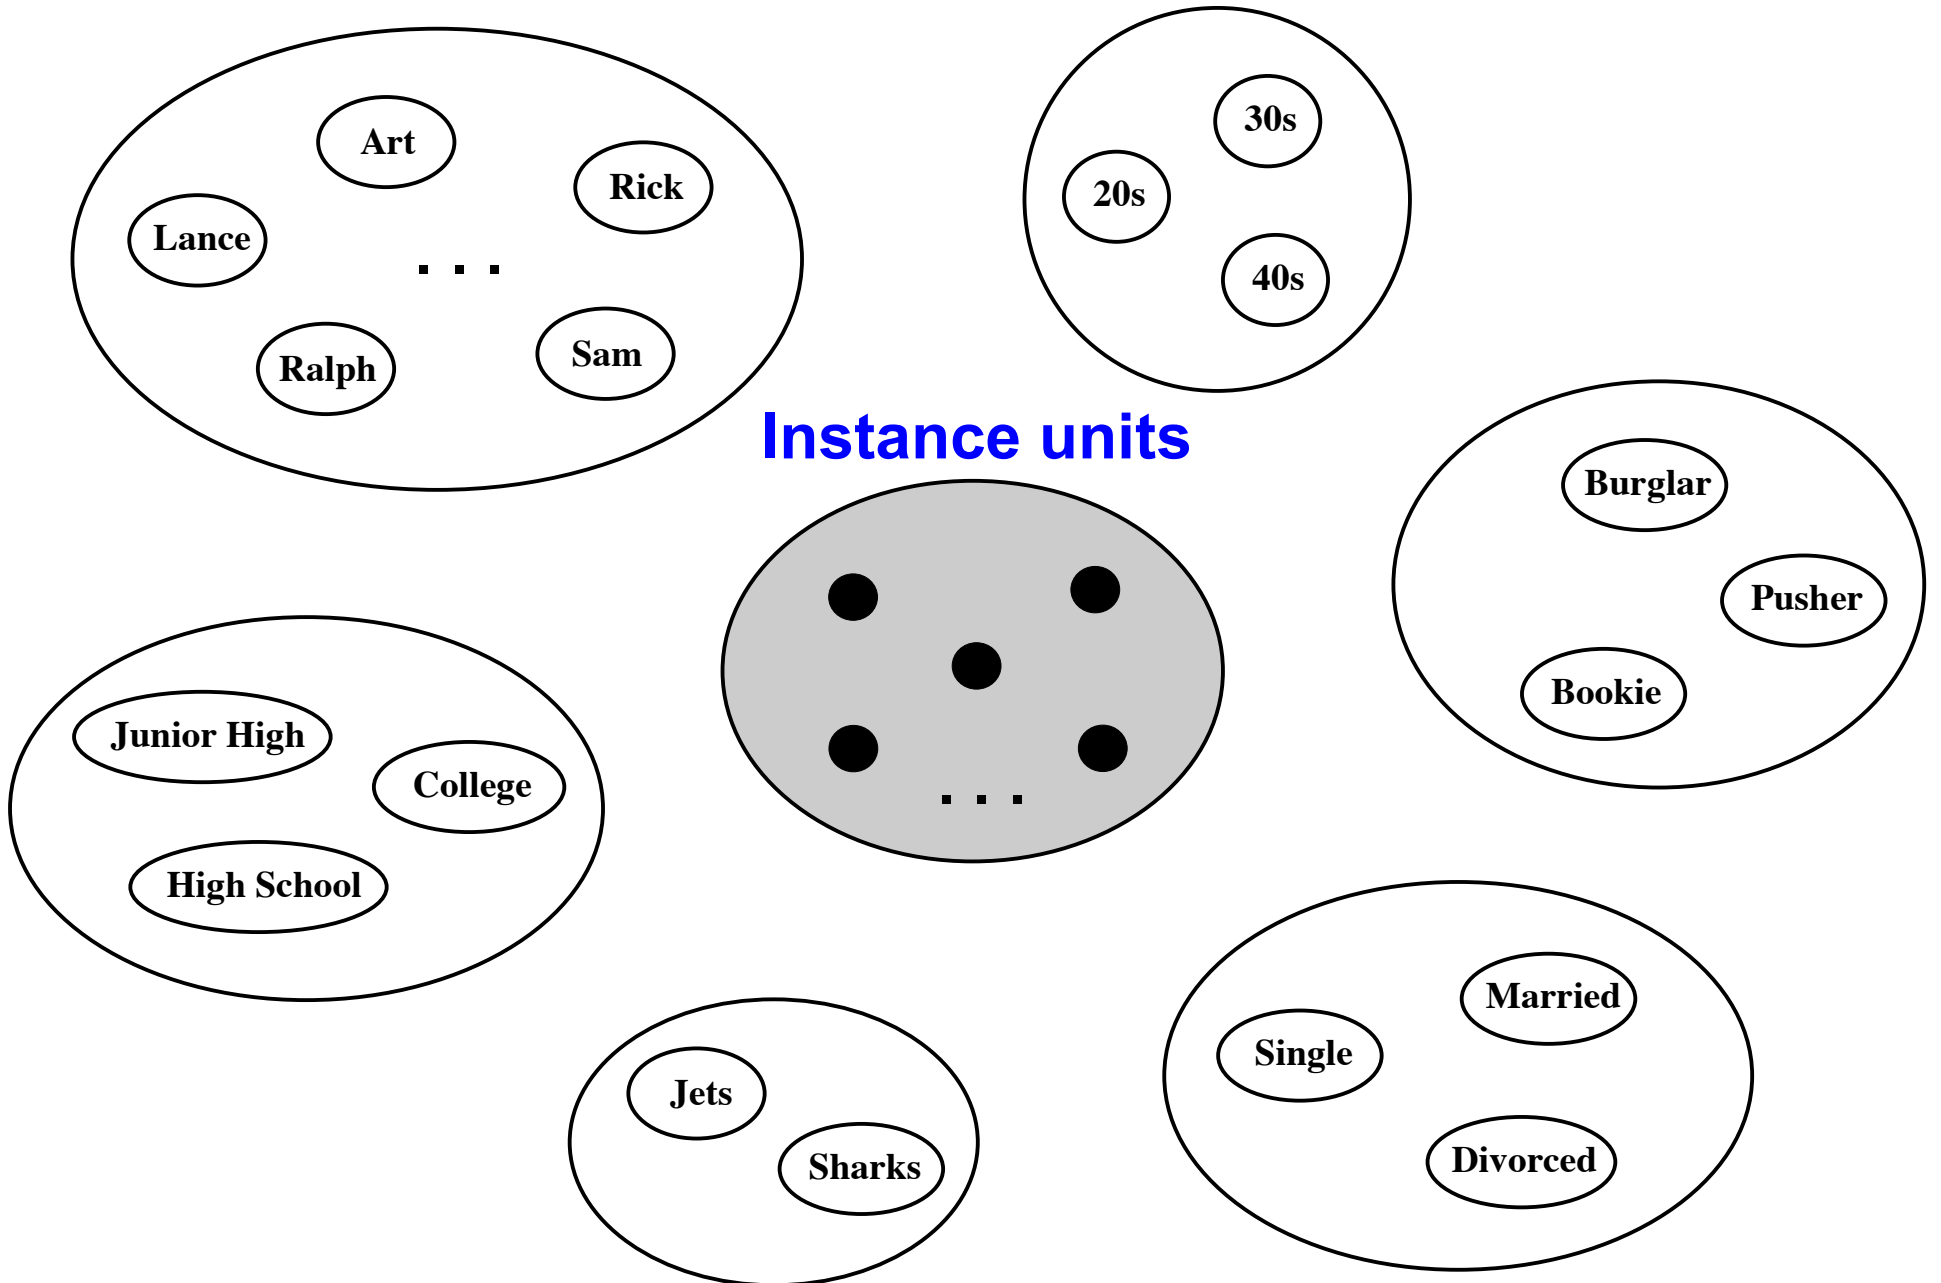 Art
Rick
Lance
. . .
Ralph
Sam
30s
20s
40s
Instance units
Burglar
Pusher
Bookie
Junior High
College
High School
. . .
Jets
Sharks
Married
Single
Divorced